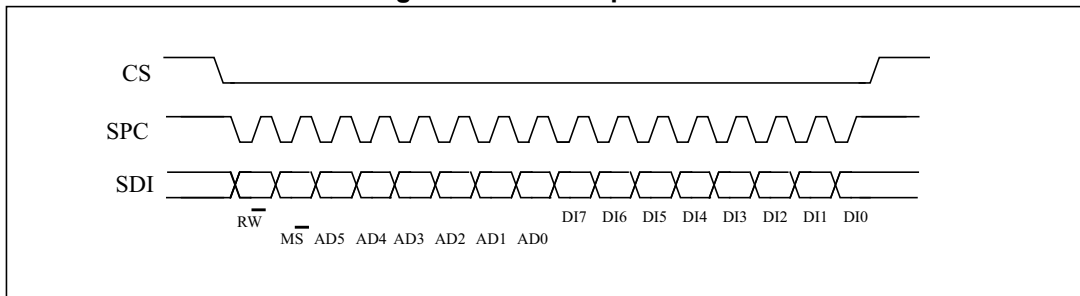 CS
SPC
SDI
RW̅ DI7 DI6 DI5 DI4 DI3 DI2 DI1 DI0
MS̅ AD5 AD4 AD3 AD2 AD1 AD0